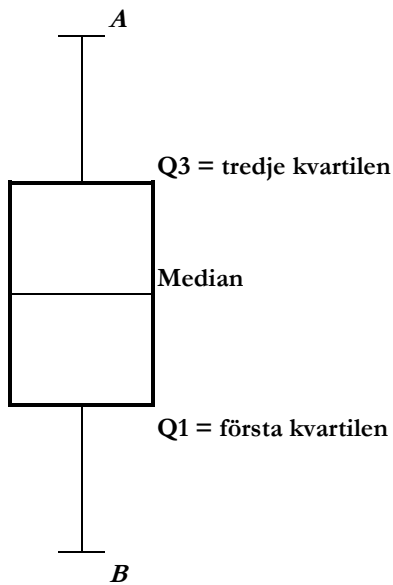 A
Q3 = tredje kvartilen
Median
Q1 = första kvartilen
B